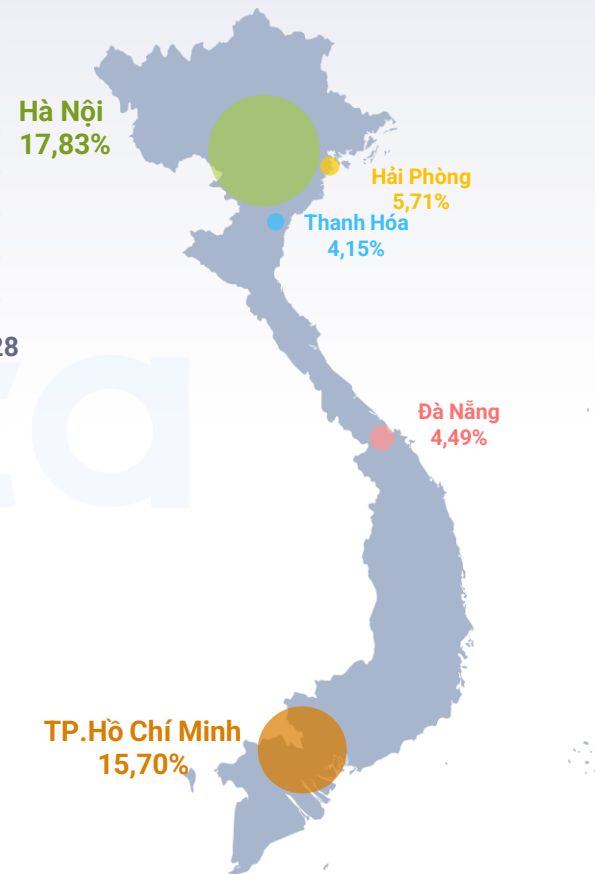 Hà Nội
17,83%
Hải Phòng
5,71%
Thanh Hóa
4,15%
28
Đà Nẵng
4,49%
TP.Hồ Chí Minh
15,70%